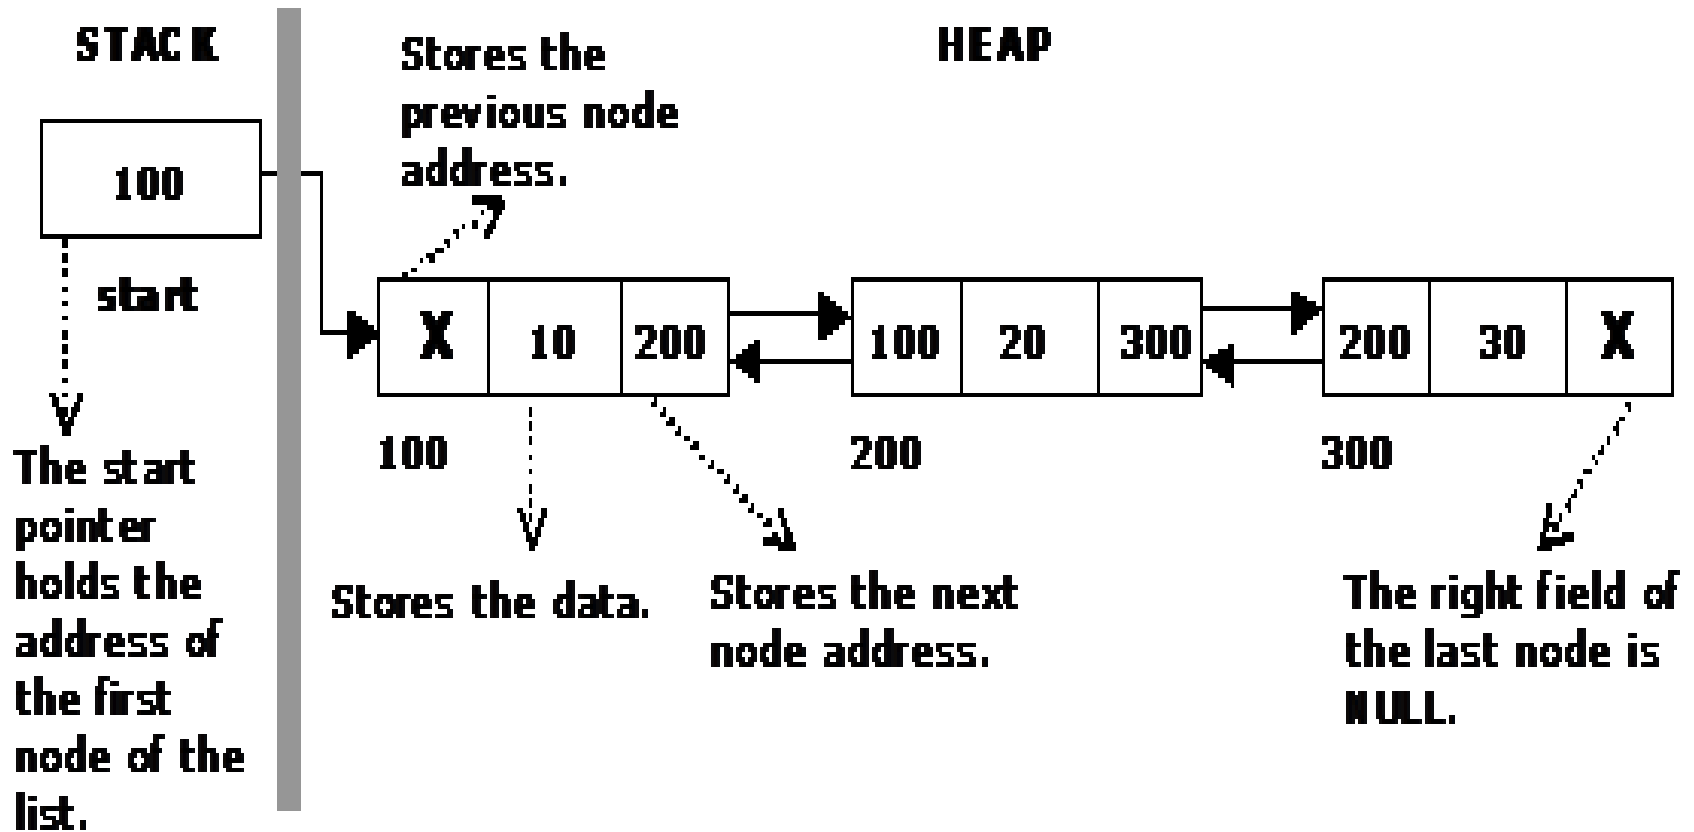 STACK
HEAP
Stores the
previous node
address.
100
start
X 10 200
100 20 300
200 30 X
100
200
300
The start
pointer
holds the
address of
the first
node of the
list.
Stores the data.
Stores the next
node address.
The right field of
the last node is
NULL.